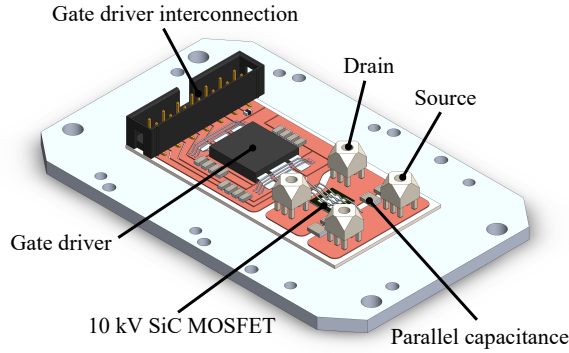 Gate driver interconnection
Drain
Source
Gate driver
10 kV SiC MOSFET
Parallel capacitance